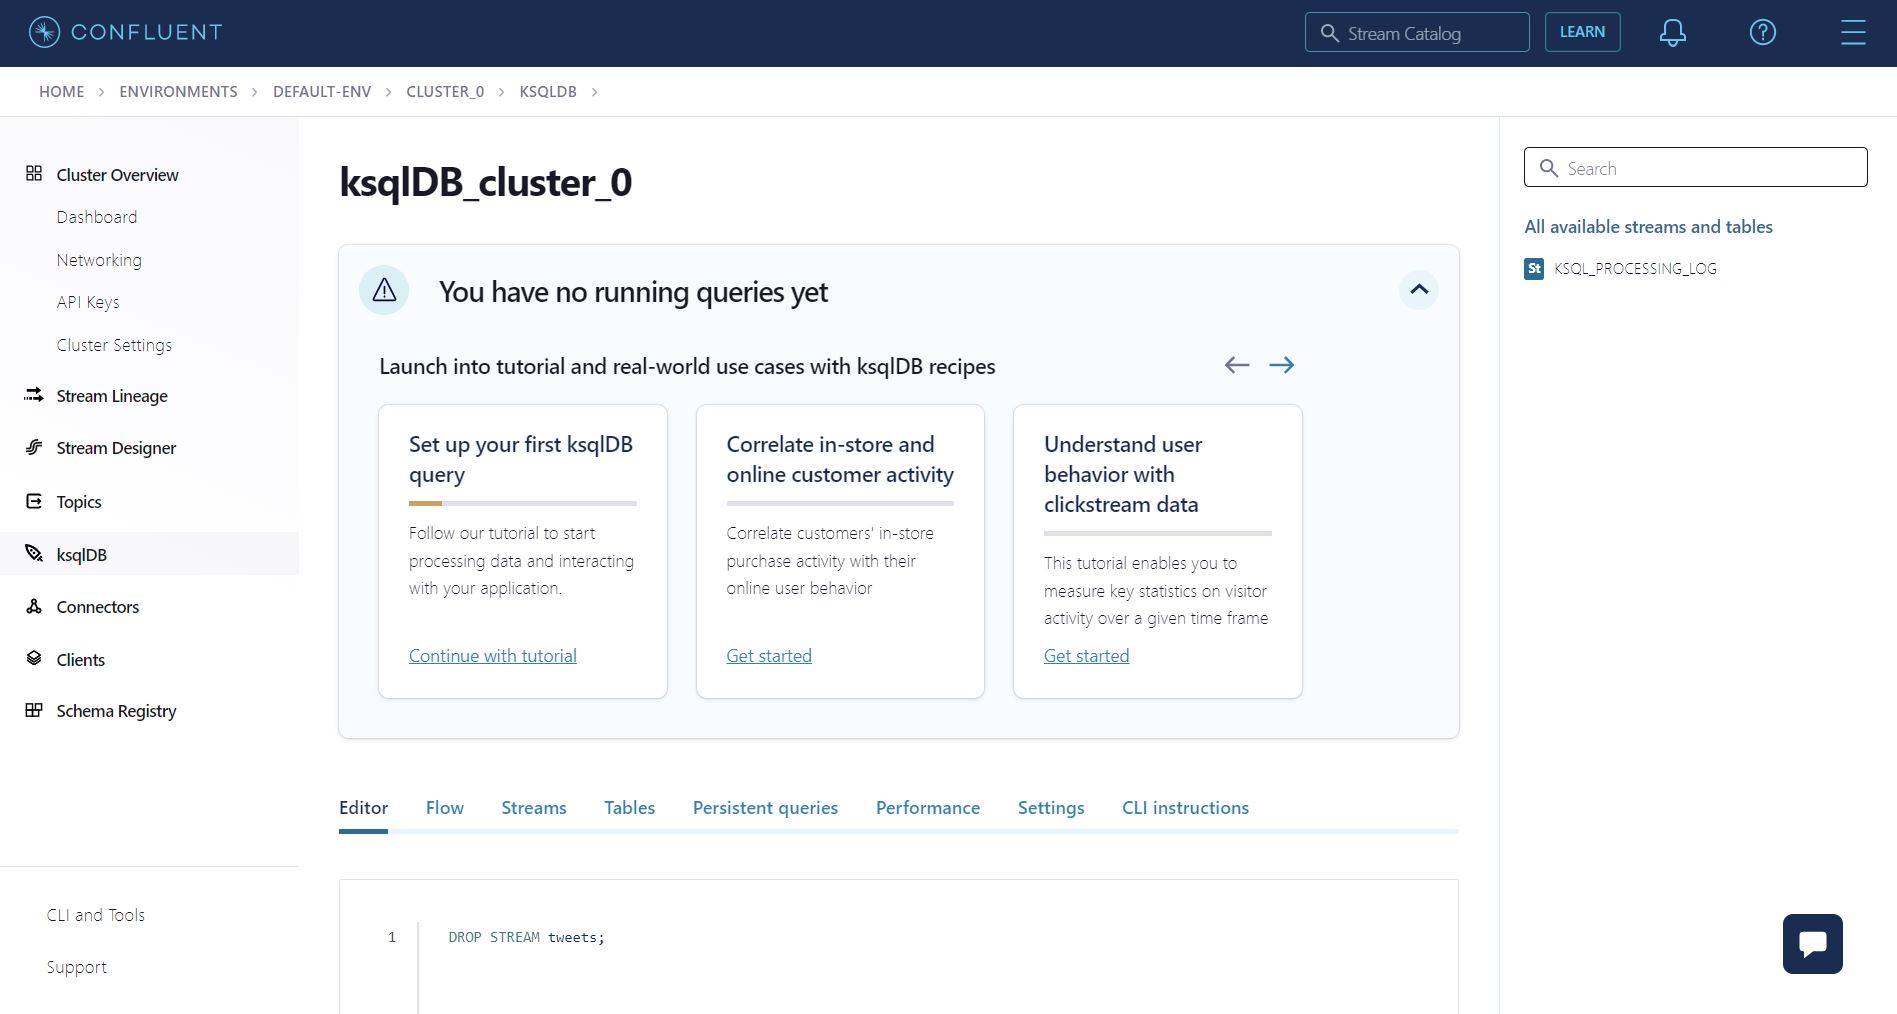 CONFLUENT
Stream Catalog
LEARN
HOME > ENVIRONMENTS > DEFAULT-ENV > CLUSTER_0 > KSQLDB >
Cluster Overview
Dashboard
Networking
API Keys
Cluster Settings
Stream Lineage
Stream Designer
Topics
ksqlDB
Connectors
Clients
Schema Registry
CLI and Tools
Support
ksqlDB_cluster_0
You have no running queries yet
Launch into tutorial and real-world use cases with ksqlDB recipes
Set up your first ksqlDB
query
Follow our tutorial to start
processing data and interacting
with your application.
Continue with tutorial
Correlate in-store and
online customer activity
Correlate customers' in-store
purchase activity with their
online user behavior
Get started
Understand user
behavior with
clickstream data
This tutorial enables you to
measure key statistics on visitor
activity over a given time frame
Get started
Editor Flow Streams Tables Persistent queries Performance Settings CLI instructions
1 DROP STREAM tweets;
Search
All available streams and tables
St KSQL_PROCESSING_LOG